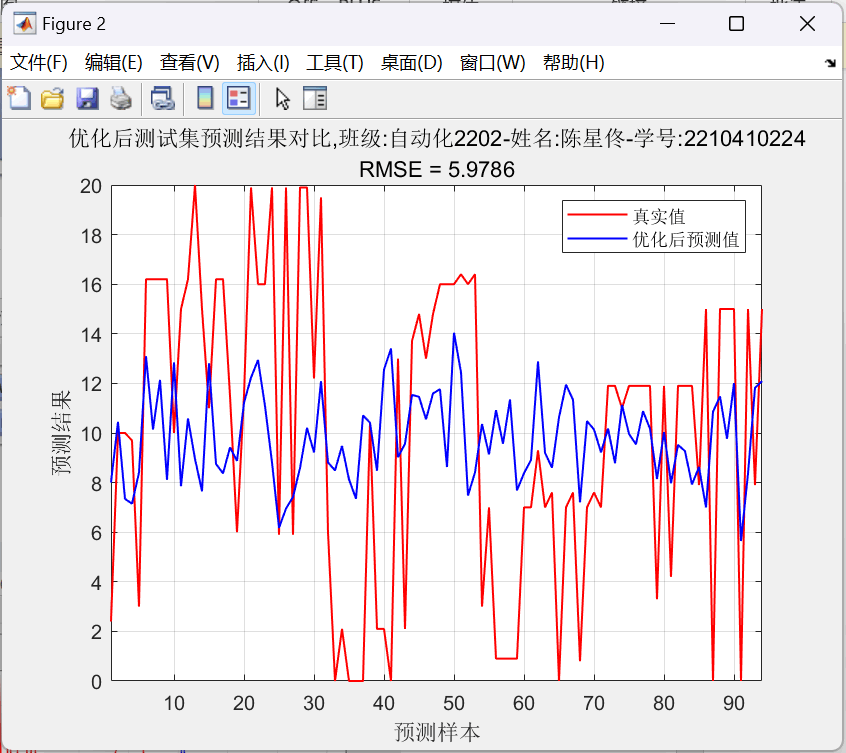 Figure 2
文件(F) 编辑(E) 查看(V) 插入(I) 工具(T) 桌面(D) 窗口(W) 帮助(H)
优化后测试集预测结果对比,班级:自动化2202-姓名:陈星佟-学号:2210410224
RMSE = 5.9786
真实值
优化后预测值
预测结果
20
18
16
14
12
10
8
6
4
2
0
10 20 30 40 50 60 70 80 90
预测样本